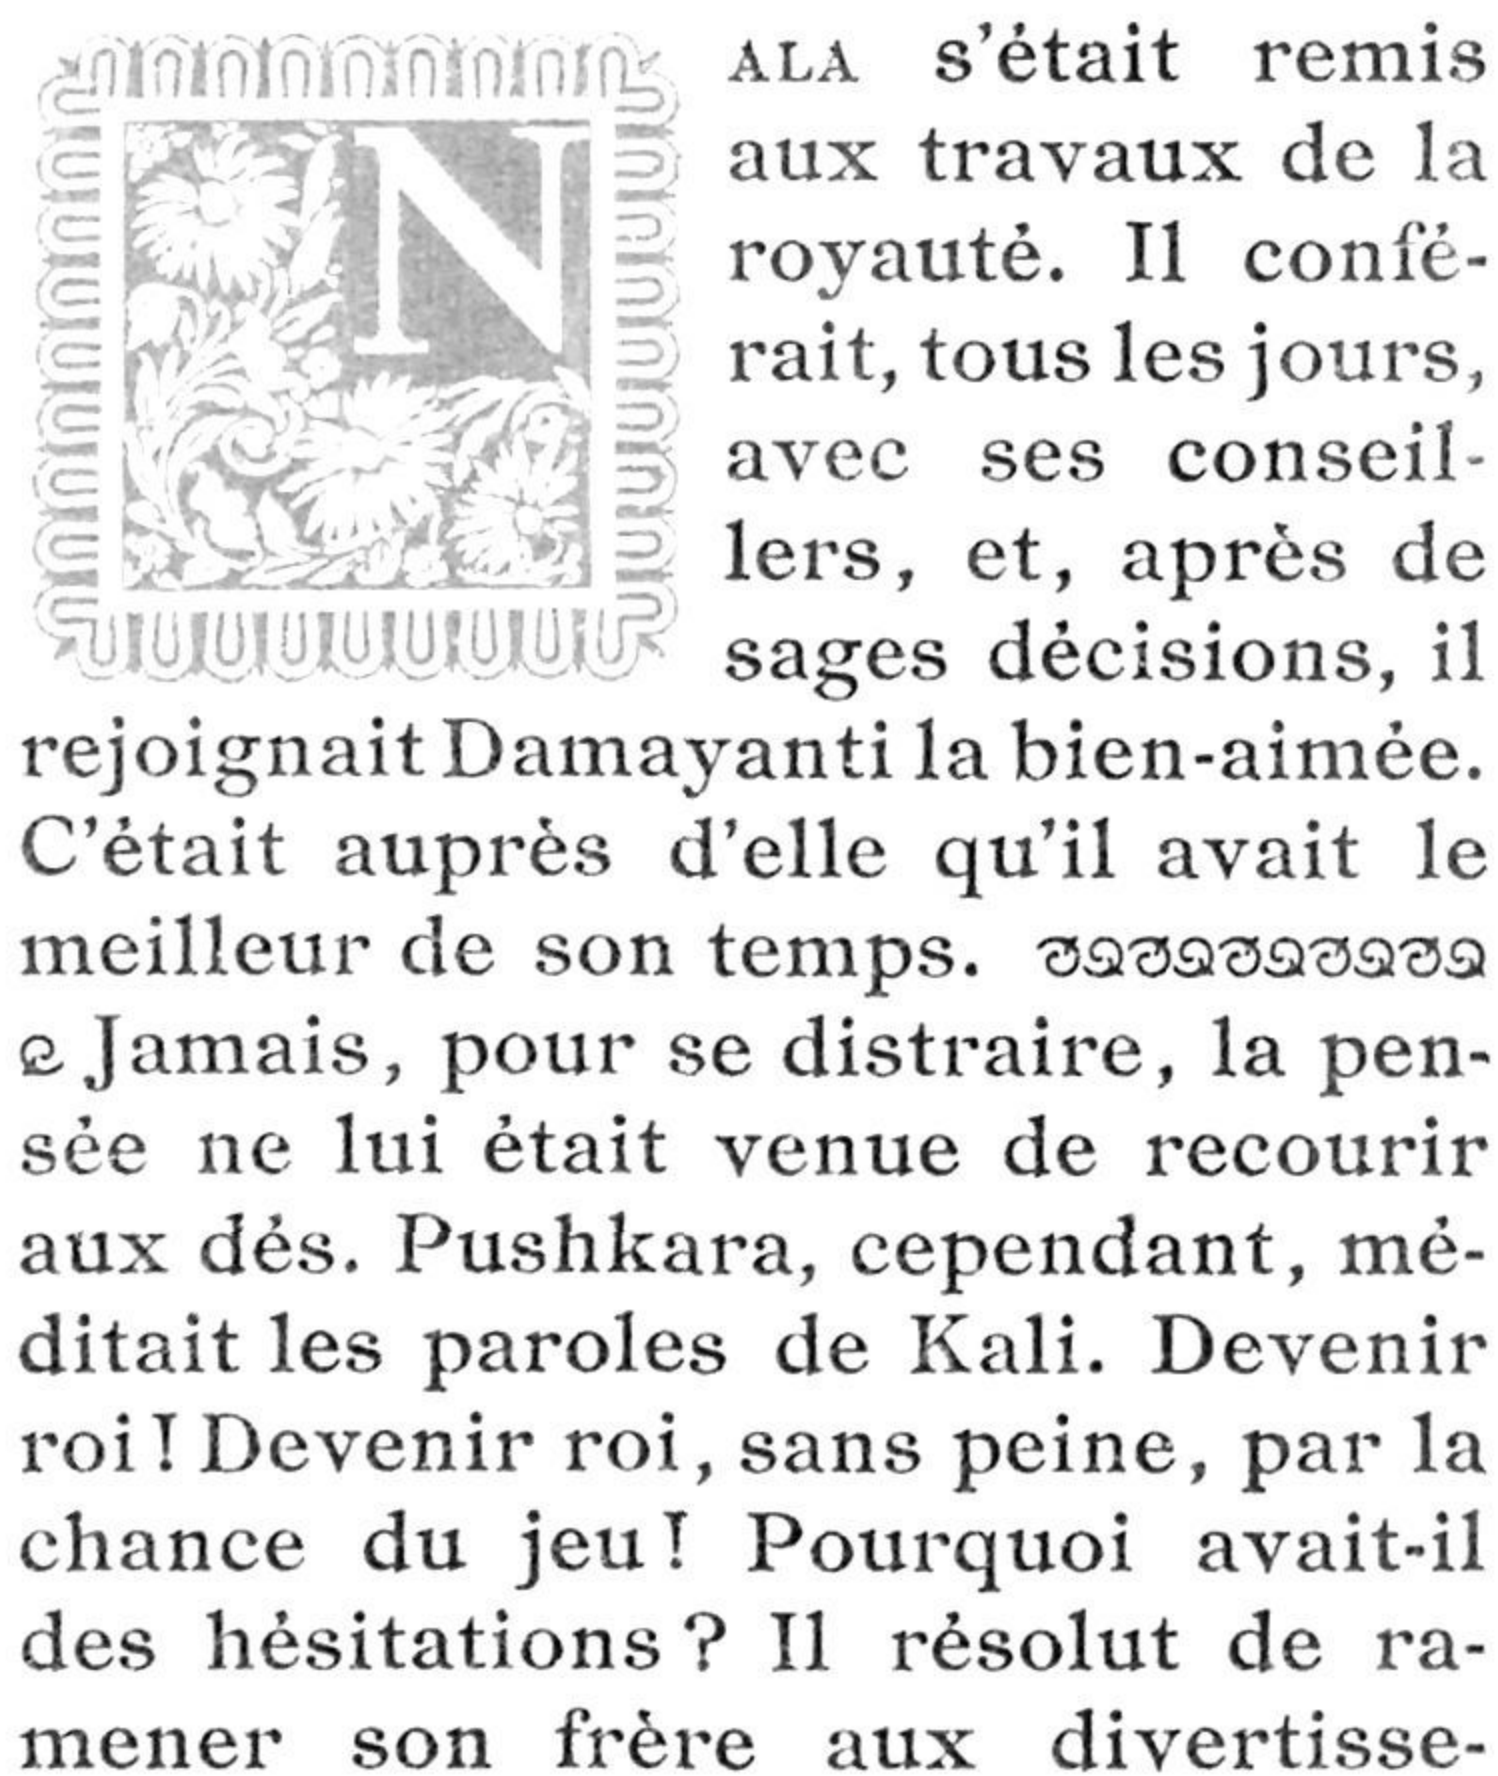 NALA s'était remis
aux travaux de la
royauté. Il confé-
rait, tous les jours,
avec ses conseil-
lers, et, après de
sages décisions, il
rejoignait Damayanti la bien-aimée.
C'était auprès d'elle qu'il avait le
meilleur de son temps.
Jamais, pour se distraire, la pen-
sée ne lui était venue de recourir
aux dés. Pushkara, cependant, mé-
ditait les paroles de Kali. Devenir
roi! Devenir roi, sans peine, par la
chance du jeu! Pourquoi avait-il
des hésitations? Il résolut de ra-
mener son frère aux divertisse-